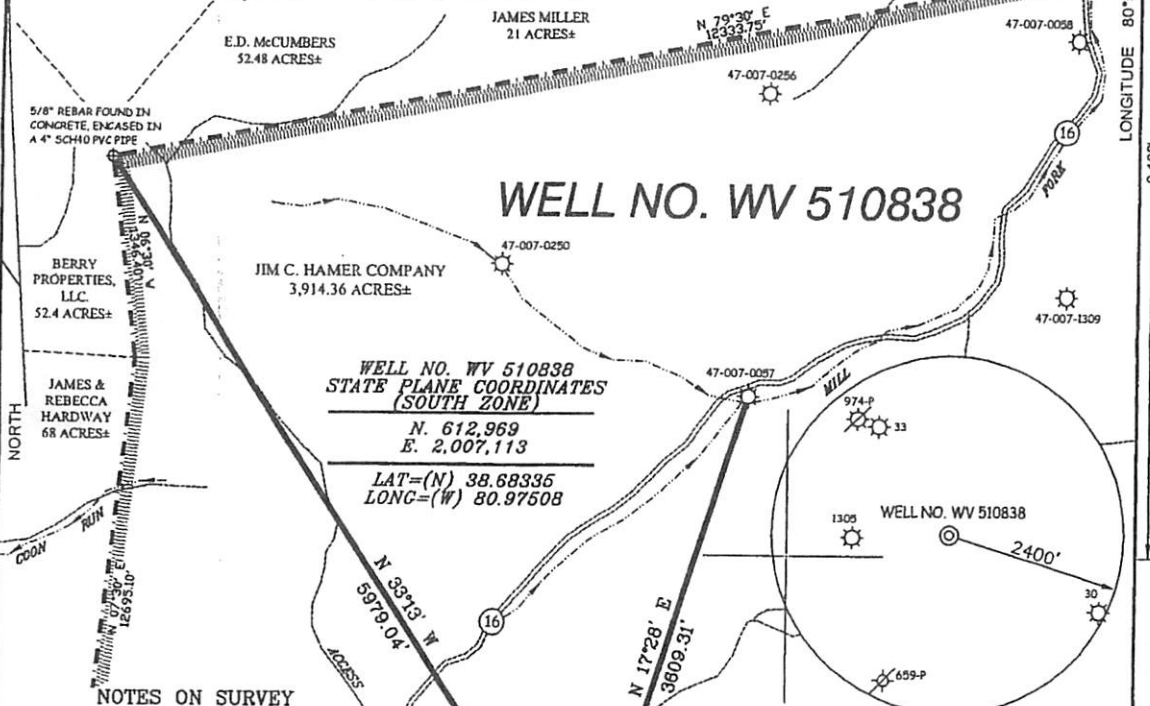 JAMES MILLER
21 ACRES±
E.D. McCUMBERS
52.48 ACRES±
N 79°30' E
12333.75'
47-007-0058
LONGITUDE 80°
47-007-0256
5/8" REBAR FOUND IN
CONCRETE, ENCASED IN
A 4" SCH40 PVC PIPE
16
FORK
WELL NO. WV 510838
N 06°30' W
47-007-0250
BERRY
PROPERTIES,
LLC.
52.4 ACRES±
JIM C. HAMER COMPANY
3,914.36 ACRES±
47-007-1309
WELL NO. WV 510838
STATE PLANE COORDINATES
(SOUTH ZONE)
N. 612,969
E. 2,007,113
LAT=(N) 38.68335
LONG=(W) 80.97508
47-007-0057
MILL
JAMES &
REBECCA
HARDWAY
68 ACRES±
NORTH
974-P
33
COON RUN
1305
WELL NO. WV 510838
2400'
N 07°30' E
12695.10'
N 33°13' W
5979.04'
16
N 17°28' E
3609.31'
30
ACCESS
659-P
NOTES ON SURVEY